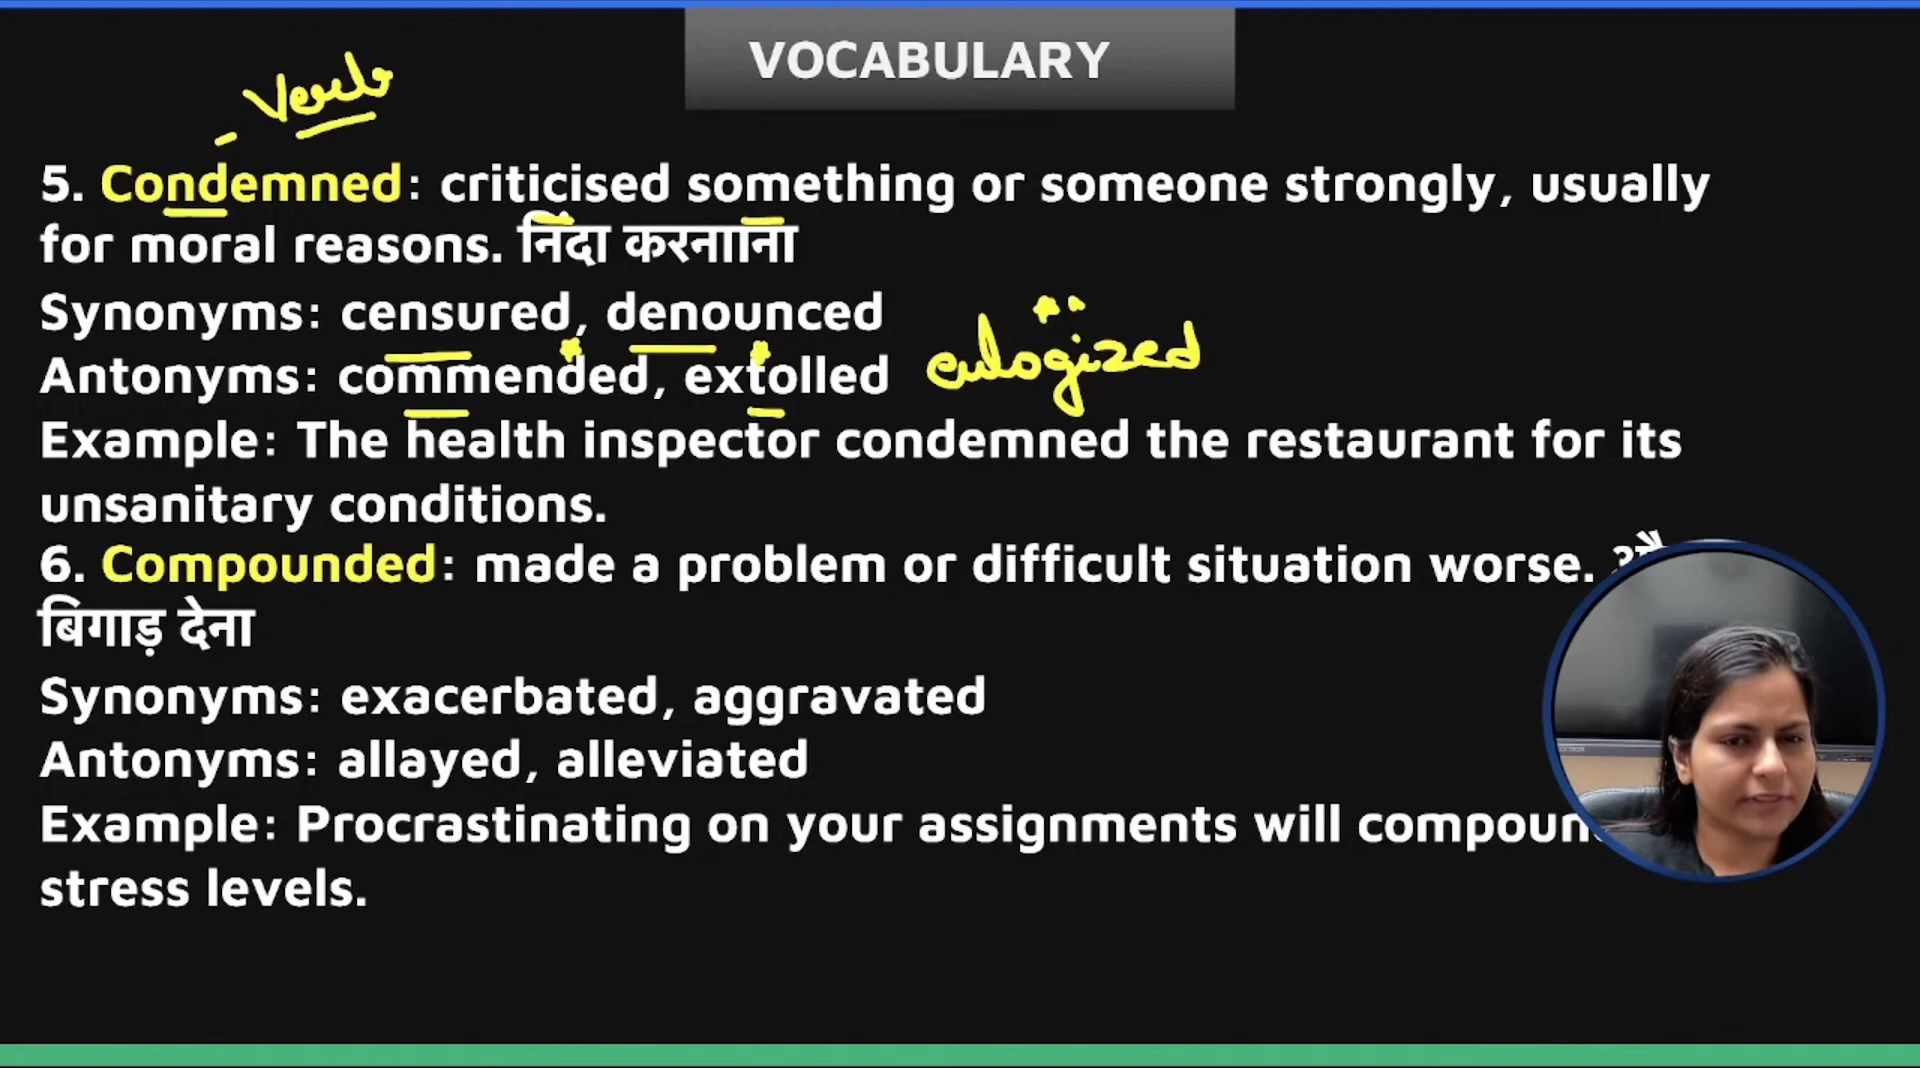 VOCABULARY
Verb
5. Condemned: criticised something or someone strongly, usually
for moral reasons. निंदा करनाना
Synonyms: censured, denounced
Antonyms: commended, extolled eulogized
Example: The health inspector condemned the restaurant for its
unsanitary conditions.
6. Compounded: made a problem or difficult situation worse.
बिगाड़ देना
Synonyms: exacerbated, aggravated
Antonyms: allayed, alleviated
Example: Procrastinating on your assignments will compoun
stress levels.